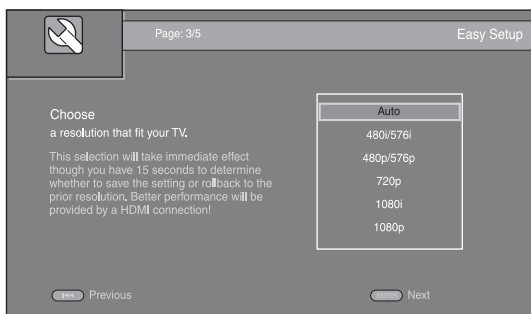 Page: 3/5
Easy Setup
Choose
a resolution that fit your TV.
This selection will take immediate effect
though you have 15 seconds to determine
whether to save the setting or rollback to the
prior resolution. Better performance will be
provided by a HDMI connection!
Auto
480i/576i
480p/576p
720p
1080i
1080p
Previous
ENTER Next